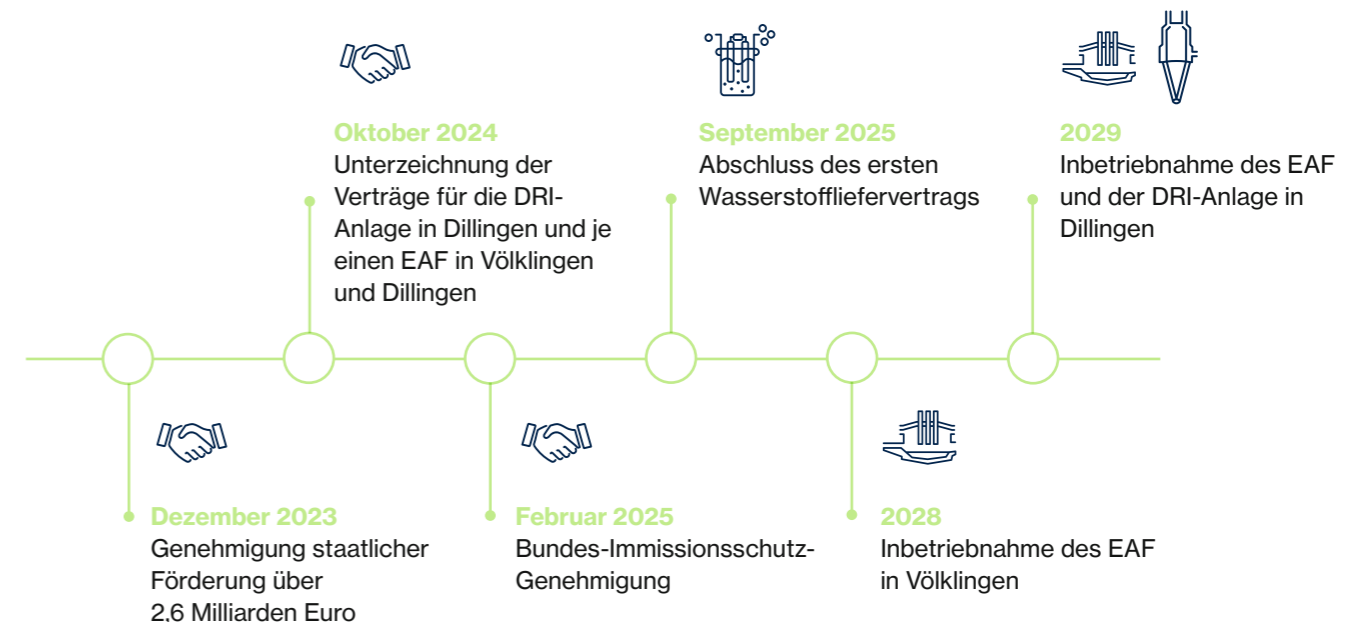 Oktober 2024
Unterzeichnung der
Verträge für die DRI-
Anlage in Dillingen und je
einen EAF in Völklingen
und Dillingen
September 2025
Abschluss des ersten
Wasserstoffliefervertrags
2029
Inbetriebnahme des EAF
und der DRI-Anlage in
Dillingen
Dezember 2023
Genehmigung staatlicher
Förderung über
2,6 Milliarden Euro
Februar 2025
Bundes-Immissionsschutz-
Genehmigung
2028
Inbetriebnahme des EAF
in Völklingen